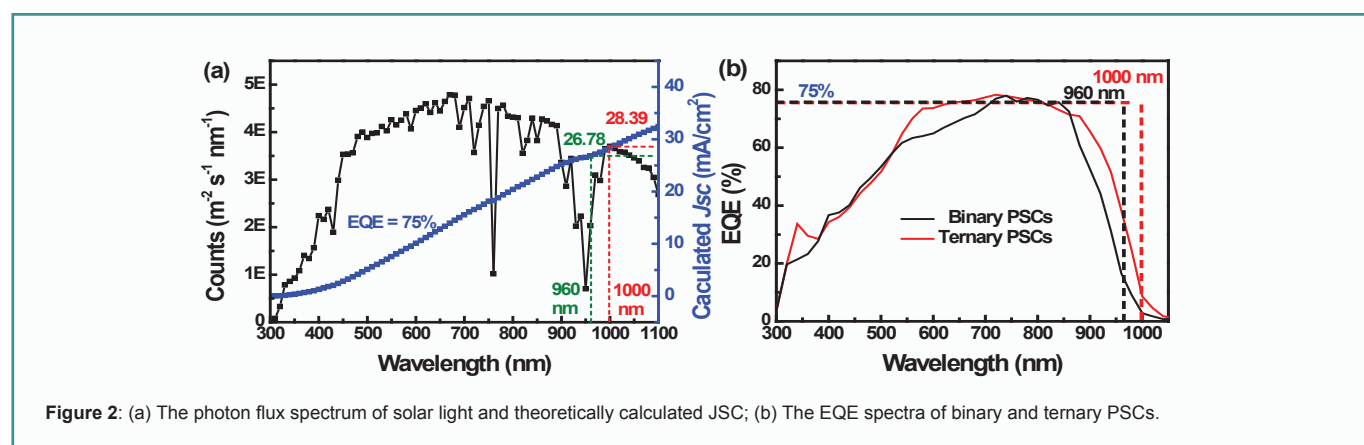 (a)
5E
4E
3E
2E
1E
0
Counts (m⁻² s⁻¹ nm⁻¹)
300 400 500 600 700 800 900 1000 1100
Wavelength (nm)
EQE = 75%
26.78
28.39
960
nm
1000
nm
40
30
20
10
0
Caculated Jsc (mA/cm²)
(b)
80
60
40
20
0
EQE (%)
75%
1000 nm
960 nm
Binary PSCs
Ternary PSCs
300 400 500 600 700 800 900 1000
Wavelength (nm)
Figure 2: (a) The photon flux spectrum of solar light and theoretically calculated JSC; (b) The EQE spectra of binary and ternary PSCs.